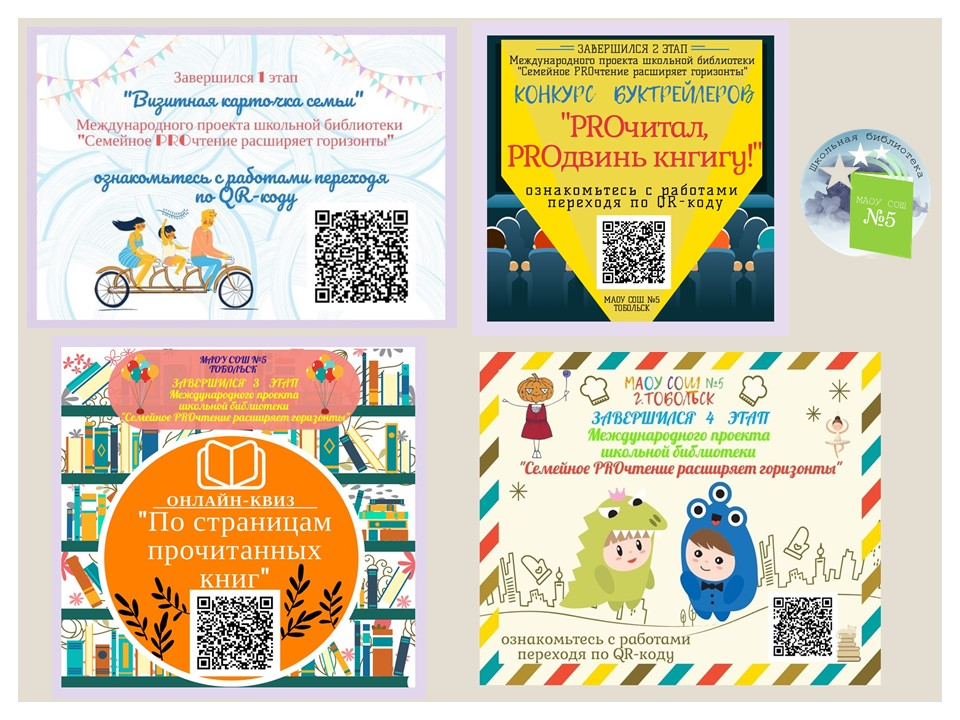 Завершился 1 этап
"Визитная карточка семьи"
Международного проекта школьной библиотеки
"Семейное PROчтение расширяет горизонты"
ознакомьтесь с работами переходя
по QR-коду
ЗАВЕРШИЛСЯ 2 ЭТАП
Международного проекта школьной библиотеки
"Семейное PROчтение расширяет горизонты"
КОНКУРС БУКТРЕЙЛЕРОВ
"PROчитал,
PROдвинь кнгигу!"
ознакомьтесь с работами
переходя по QR-коду
МАОУ СОШ №5
ТОБОЛЬСК
Школьная библиотека
МАОУ СОШ
№5
МАОУ СОШ №5
ТОБОЛЬСК
ЗАВЕРШИЛСЯ 3 ЭТАП
Международного проекта
школьной библиотеки
"Семейное PROчтение расширяет горизонты"
ОНЛАЙН-КВИЗ
"По страницам
прочитанных
книг"
МАОУ СОШ №5
Г.ТОБОЛЬСК
ЗАВЕРШИЛСЯ 4 ЭТАП
Международного проекта
школьной библиотеки
"Семейное PROчтение расширяет горизонты"
ознакомьтесь с работами
переходя по QR-коду